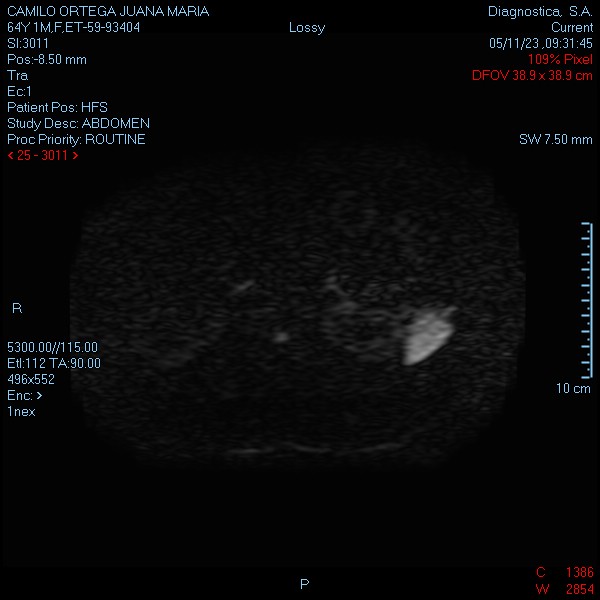 CAMILO ORTEGA JUANA MARIA
64Y 1M,F,ET-59-93404
SI:3011
Pos:-8.50 mm
Tra
Ec:1
Patient Pos: HFS
Study Desc: ABDOMEN
Proc Priority: ROUTINE
< 25 - 3011 >
Lossy
Diagnostica, S.A.
Current
05/11/23 ,09:31:45
109% Pixel
DFOV 38.9 x 38.9 cm
SW 7.50 mm
R
5300.00//115.00
Etl:112 TA:90.00
496x552
Enc: >
1nex
10 cm
P
C 1386
W 2854